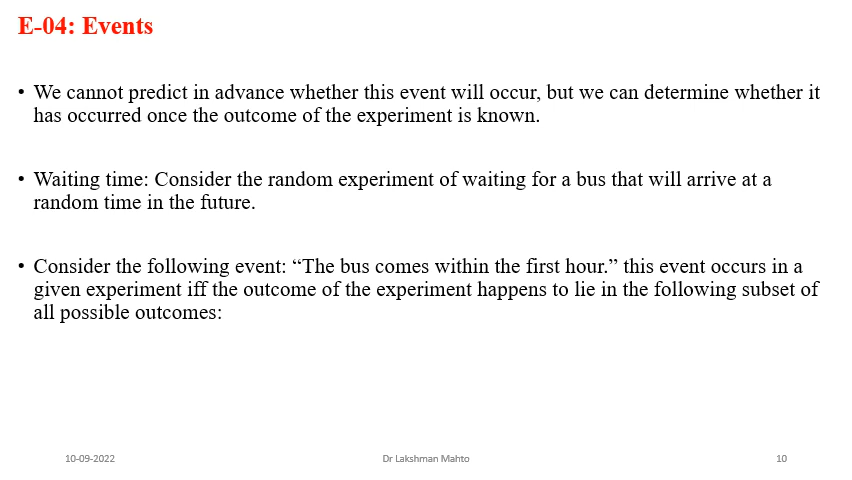 E-04: Events
• We cannot predict in advance whether this event will occur, but we can determine whether it
has occurred once the outcome of the experiment is known.
• Waiting time: Consider the random experiment of waiting for a bus that will arrive at a
random time in the future.
• Consider the following event: “The bus comes within the first hour.” this event occurs in a
given experiment iff the outcome of the experiment happens to lie in the following subset of
all possible outcomes:
10-09-2022
Dr Lakshman Mahto
10